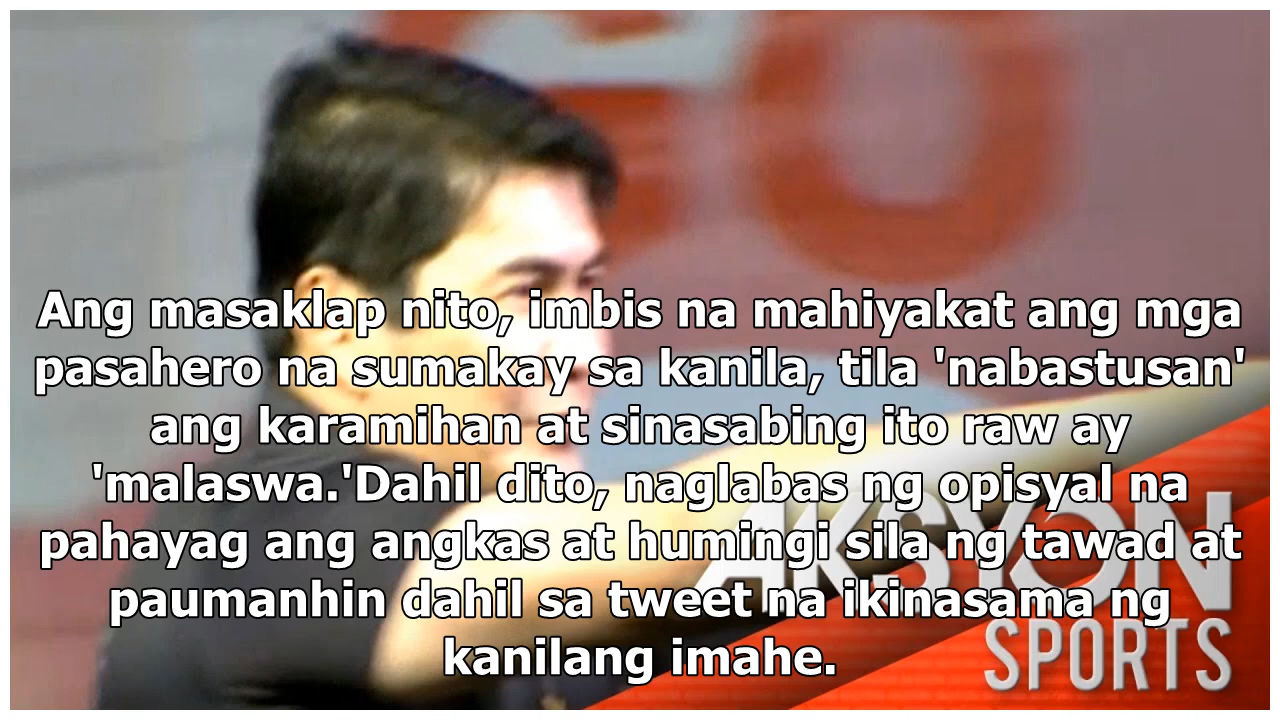 Ang masaklap nito, imbis na mahiyakat ang mga
pasahero na sumakay sa kanila, tila 'nabastusan'
ang karamihan at sinasabing ito raw ay
'malaswa.'Dahil dito, naglabas ng opisyal na
pahayag ang angkas at humingi sila ng tawad at
paumanhin dahil sa tweet na ikinasama ng
kanilang imahe.
AKSYON
SPORTS